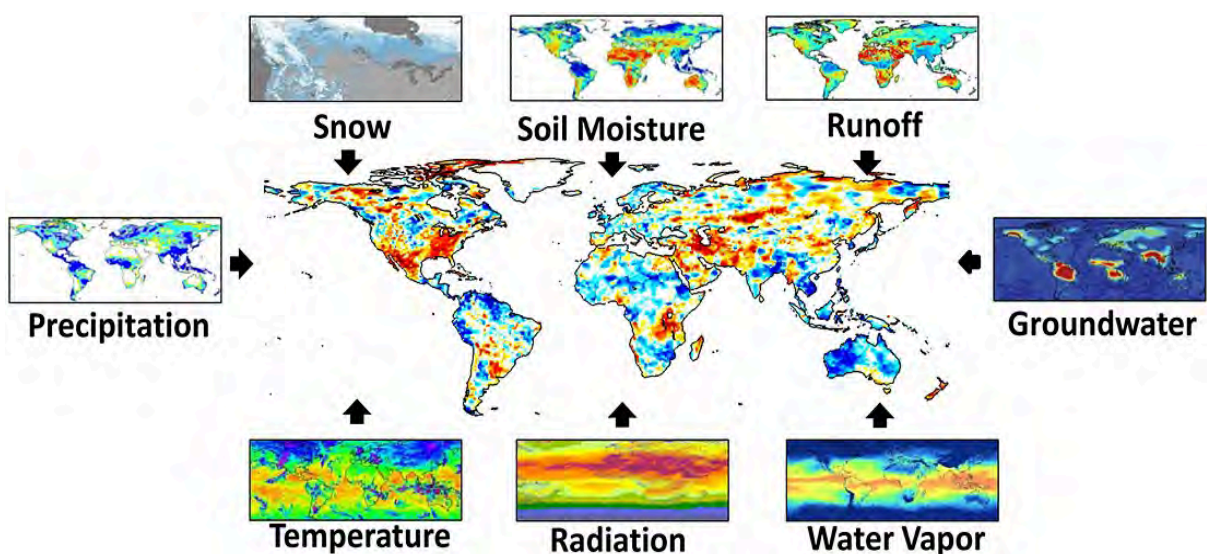 Snow
Soil Moisture
Runoff
Precipitation
Groundwater
Temperature
Radiation
Water Vapor